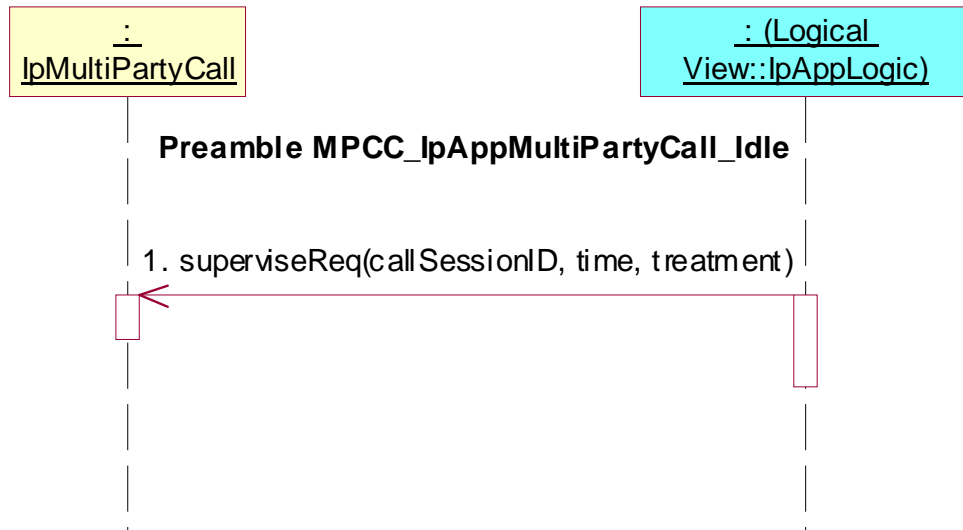 :
IpMultiPartyCall
: (Logical
View::IpAppLogic)
Preamble MPCC_IpAppMultiPartyCall_Idle
1. superviseReq(callSessionID, time, treatment)